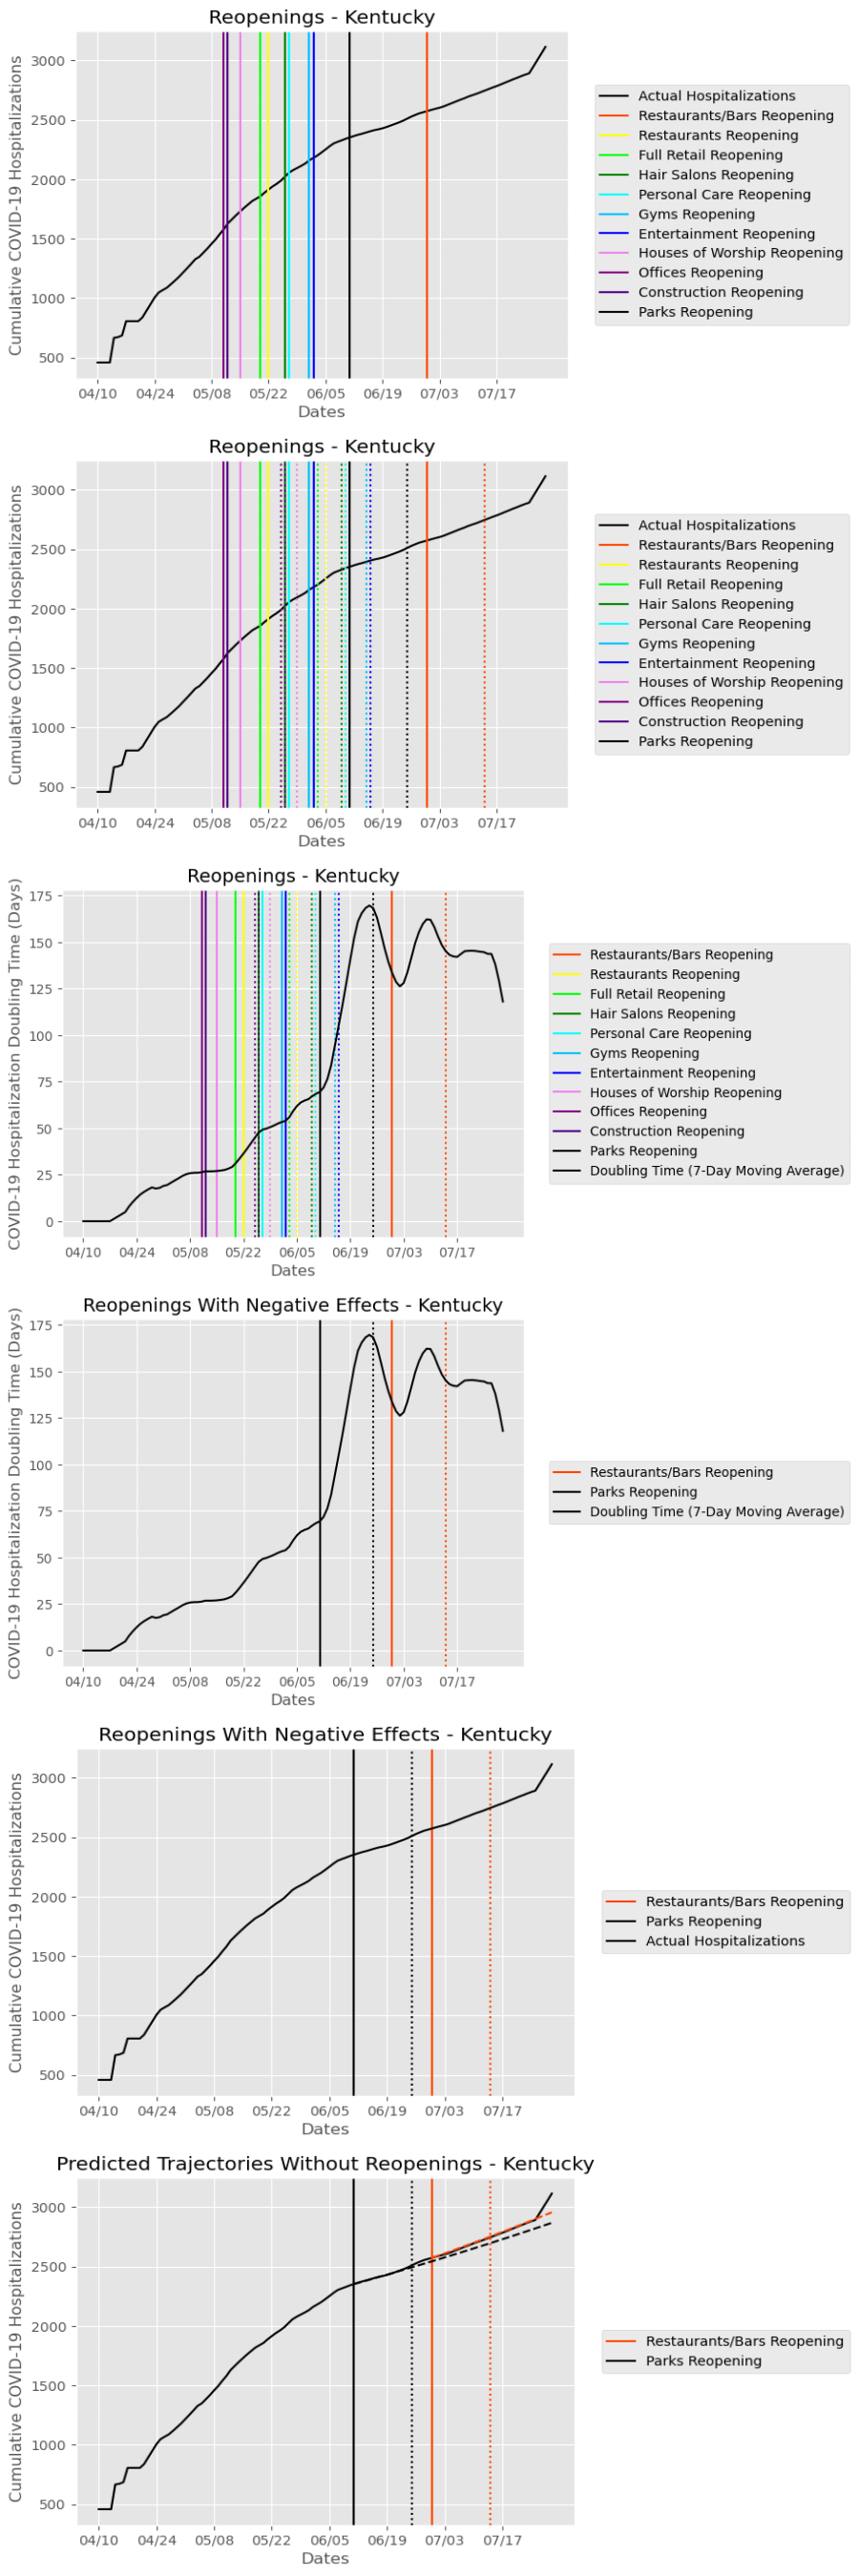 Reopenings - Kentucky
Cumulative COVID-19 Hospitalizations
3000
2500
2000
1500
1000
500
04/10 04/24 05/08 05/22 06/05 06/19 07/03 07/17
Dates
Actual Hospitalizations
Restaurants/Bars Reopening
Restaurants Reopening
Full Retail Reopening
Hair Salons Reopening
Personal Care Reopening
Gyms Reopening
Entertainment Reopening
Houses of Worship Reopening
Offices Reopening
Construction Reopening
Parks Reopening
Reopenings - Kentucky
Cumulative COVID-19 Hospitalizations
3000
2500
2000
1500
1000
500
04/10 04/24 05/08 05/22 06/05 06/19 07/03 07/17
Dates
Actual Hospitalizations
Restaurants/Bars Reopening
Restaurants Reopening
Full Retail Reopening
Hair Salons Reopening
Personal Care Reopening
Gyms Reopening
Entertainment Reopening
Houses of Worship Reopening
Offices Reopening
Construction Reopening
Parks Reopening
Reopenings - Kentucky
COVID-19 Hospitalization Doubling Time (Days)
175
150
125
100
75
50
25
0
04/10 04/24 05/08 05/22 06/05 06/19 07/03 07/17
Dates
Restaurants/Bars Reopening
Restaurants Reopening
Full Retail Reopening
Hair Salons Reopening
Personal Care Reopening
Gyms Reopening
Entertainment Reopening
Houses of Worship Reopening
Offices Reopening
Construction Reopening
Parks Reopening
Doubling Time (7-Day Moving Average)
Reopenings With Negative Effects - Kentucky
COVID-19 Hospitalization Doubling Time (Days)
175
150
125
100
75
50
25
0
04/10 04/24 05/08 05/22 06/05 06/19 07/03 07/17
Dates
Restaurants/Bars Reopening
Parks Reopening
Doubling Time (7-Day Moving Average)
Reopenings With Negative Effects - Kentucky
Cumulative COVID-19 Hospitalizations
3000
2500
2000
1500
1000
500
04/10 04/24 05/08 05/22 06/05 06/19 07/03 07/17
Dates
Restaurants/Bars Reopening
Parks Reopening
Actual Hospitalizations
Predicted Trajectories Without Reopenings - Kentucky
Cumulative COVID-19 Hospitalizations
3000
2500
2000
1500
1000
500
04/10 04/24 05/08 05/22 06/05 06/19 07/03 07/17
Dates
Restaurants/Bars Reopening
Parks Reopening